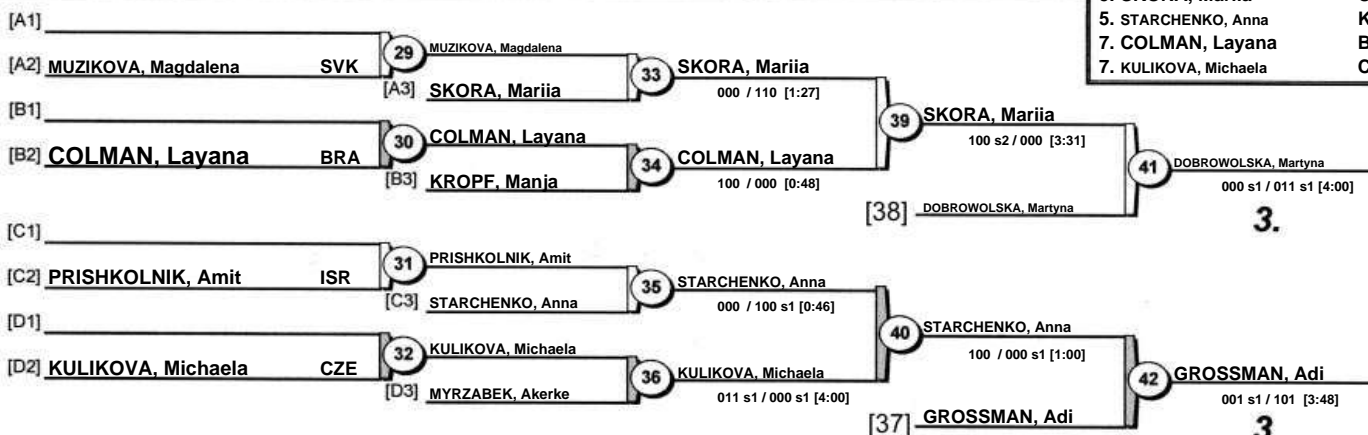 5. STARCHENKO, Anna K
7. COLMAN, Layana B
7. KULIKOVA, Michaela C
[A1]
[A2] MUZIKOVA, Magdalena SVK
29
MUZIKOVA, Magdalena
[A3] SKORA, Mariia
33
SKORA, Mariia
000 / 110 [1:27]
[B1]
[B2] COLMAN, Layana BRA
30
COLMAN, Layana
[B3] KROPF, Manja
34
COLMAN, Layana
100 / 000 [0:48]
39
SKORA, Mariia
100 s2 / 000 [3:31]
[38] DOBROWOLSKA, Martyna
41
DOBROWOLSKA, Martyna
000 s1 / 011 s1 [4:00]
3.
[C1]
[C2] PRISHKOLNIK, Amit ISR
31
PRISHKOLNIK, Amit
[C3] STARCHENKO, Anna
35
STARCHENKO, Anna
000 / 100 s1 [0:46]
[D1]
[D2] KULIKOVA, Michaela CZE
32
KULIKOVA, Michaela
[D3] MYRZABEK, Akerke
36
KULIKOVA, Michaela
011 s1 / 000 s1 [4:00]
40
STARCHENKO, Anna
100 / 000 s1 [1:00]
[37] GROSSMAN, Adi
42
GROSSMAN, Adi
001 s1 / 101 [3:48]
3